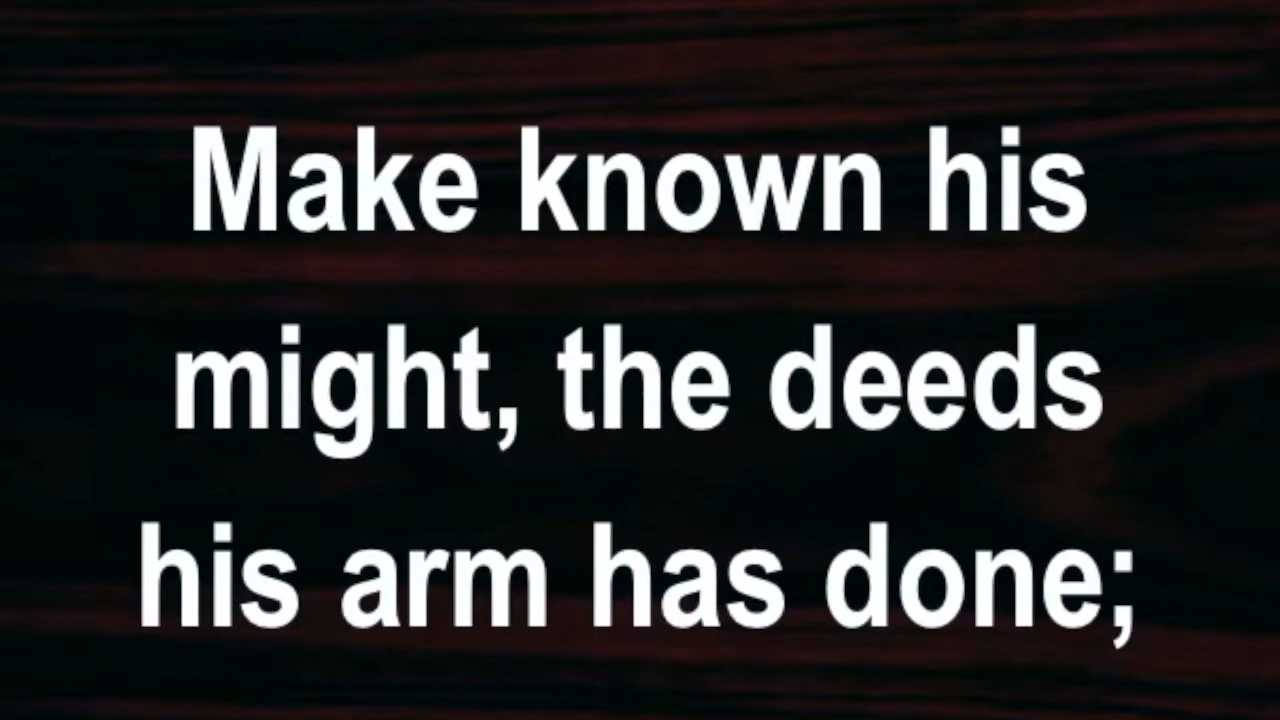 Make known his
might, the deeds
his arm has done;